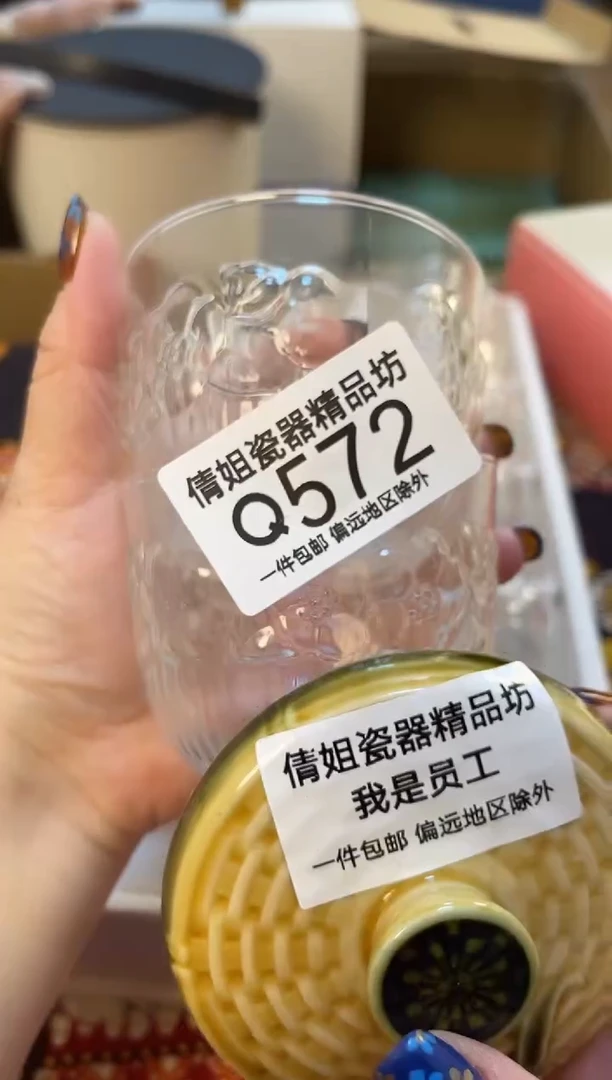 倩姐瓷器精品坊
Q572
一件包邮 偏远地区除外
倩姐瓷器精品坊
我是员工
一件包邮 偏远地区除外